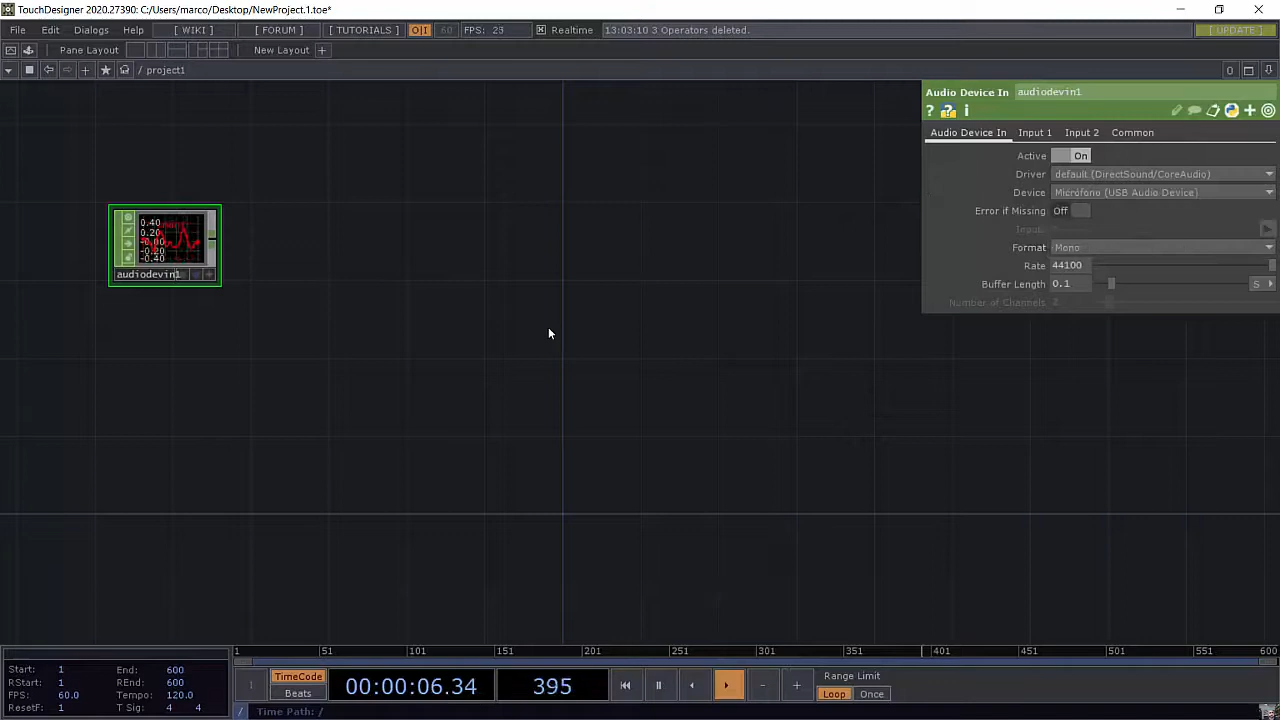 TouchDesigner 2020.27390: C:/Users/marco/Desktop/NewProject.1.toe*
File Edit Dialogs Help [ WIKI ] [ FORUM ] [ TUTORIALS ] O|I 60 FPS: 23 Realtime 13:03:10 3 Operators deleted. [ UPDATE ]
Pane Layout New Layout +
/ project1 0
Audio Device In audiodevin1
? i
Audio Device In Input 1 Input 2 Common
Active On
Driver default (DirectSound/CoreAudio)
Device Micrófono (USB Audio Device)
Error if Missing Off
Inputs
Format Mono
Rate 44100
Buffer Length 0.1 S
Number of Channels 2
0.40
0.20
-0.00
-0.20
-0.40
audiodevin1
1 51 101 151 201 251 301 351 401 451 501 551 600
Start: 1 End: 600
RStart: 1 REnd: 600
FPS: 60.0 Tempo: 120.0
ResetF: 1 T Sig: 4 4
TimeCode
Beats
00:00:06.34
395
Range Limit
Loop Once
/ Time Path: /